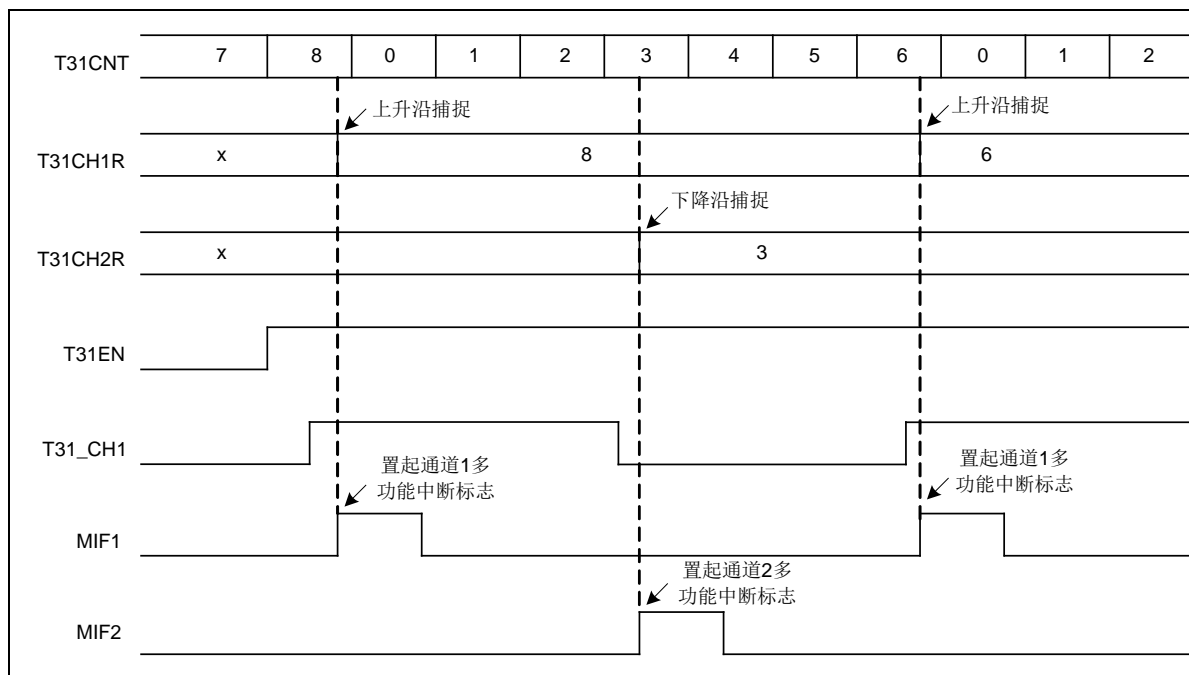 T31CNT 7 8 0 1 2 3 4 5 6 0 1 2
上升沿捕捉 上升沿捕捉
T31CH1R x 8 6
下降沿捕捉
T31CH2R x 3
T31EN
T31_CH1
置起通道1多
功能中断标志
置起通道1多
功能中断标志
MIF1
置起通道2多
功能中断标志
MIF2